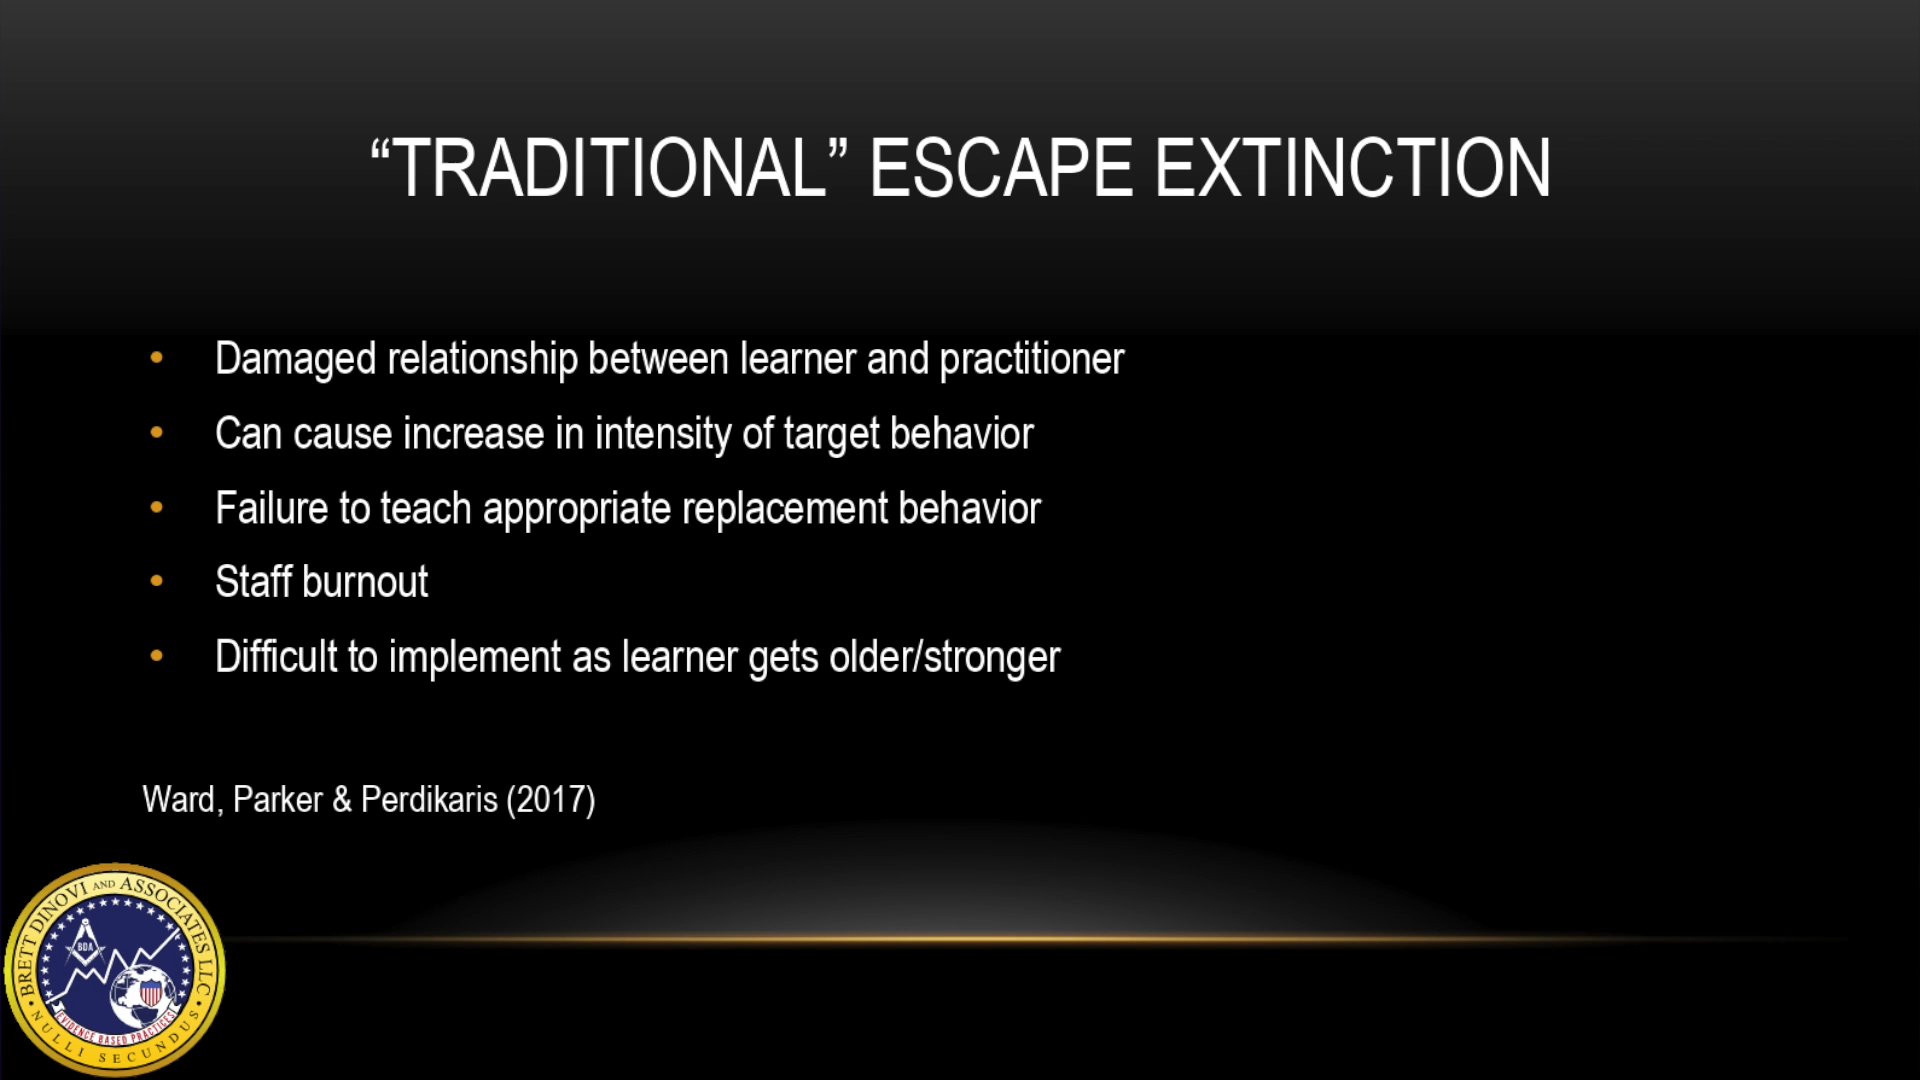 “TRADITIONAL” ESCAPE EXTINCTION
• Damaged relationship between learner and practitioner
• Can cause increase in intensity of target behavior
• Failure to teach appropriate replacement behavior
• Staff burnout
• Difficult to implement as learner gets older/stronger
Ward, Parker & Perdikaris (2017)
BRETT DINOVI AND ASSOCIATES LLC
BDA
EVIDENCE BASED PRACTICES
• NULLI SECUNDUS •